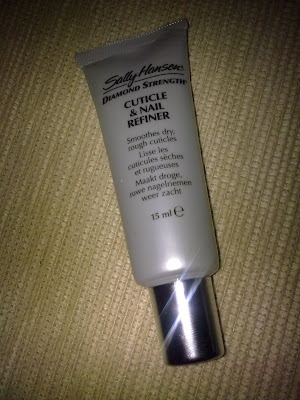 Sally Hansen®
DIAMOND STRENGTH®
CUTICLE
& NAIL
REFINER
Smoothes dry,
rough cuticles
Lisse les
cuticules sèches
et rugueuses
Maakt droge,
ruwe nagelriemen
weer zacht
15 ml ℮